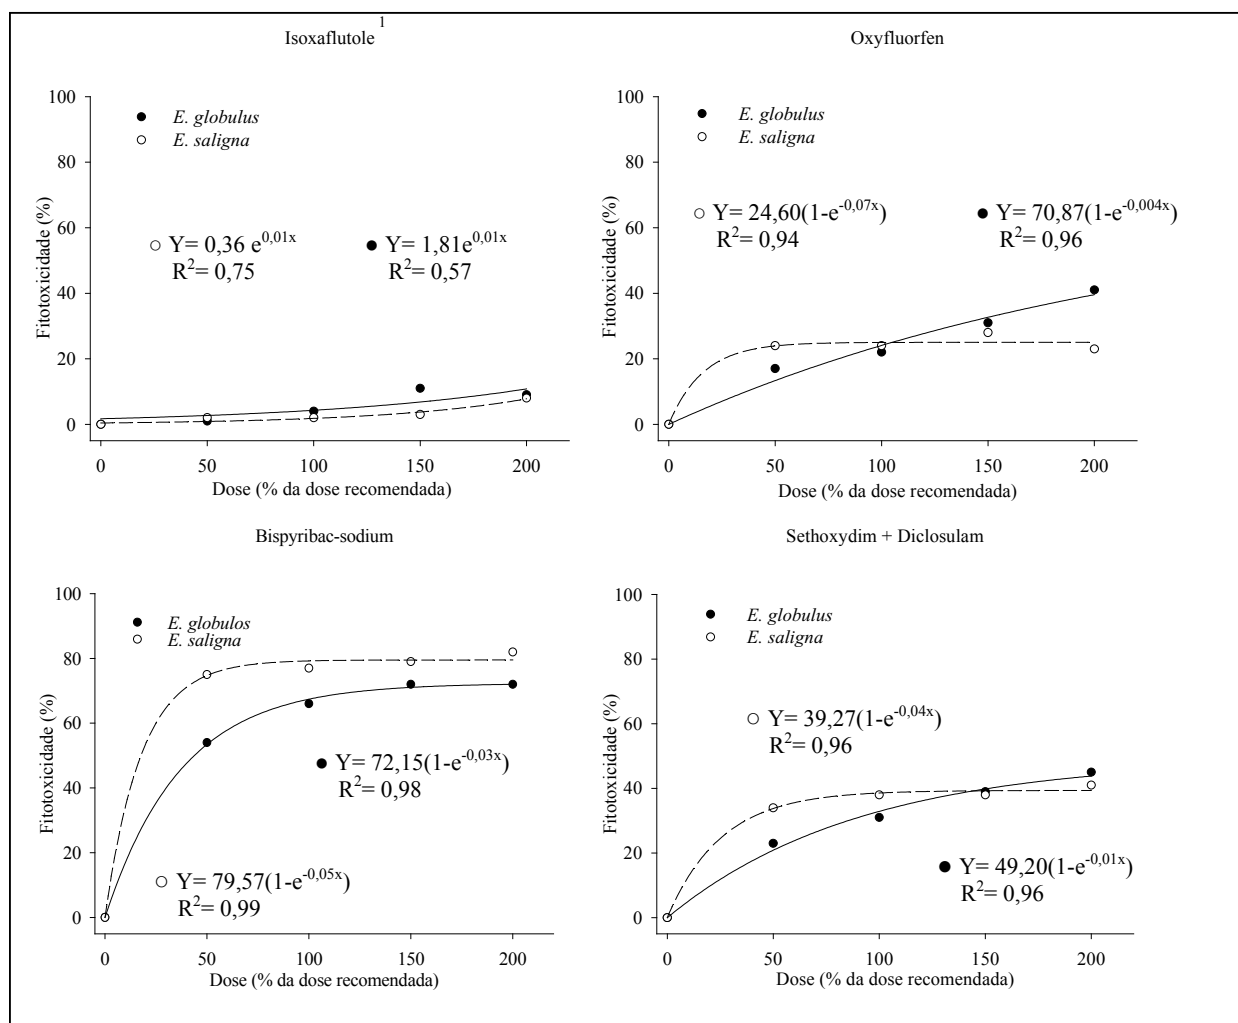 Isoxaflutole 1
Fitotoxicidade (%)
100
80
60
40
20
0
E. globulus
E. saligna
Y= 0,36 e^0,01x
R²= 0,75
Y= 1,81e^0,01x
R²= 0,57
0 50 100 150 200
Dose (% da dose recomendada)
Oxyfluorfen
Fitotoxicidade (%)
100
80
60
40
20
0
E. globulus
E. saligna
Y= 24,60(1-e^-0,07x)
R²= 0,94
Y= 70,87(1-e^-0,004x)
R²= 0,96
0 50 100 150 200
Dose (% da dose recomendada)
Bispyribac-sodium
Fitotoxicidade (%)
100
80
60
40
20
0
E. globulos
E. saligna
Y= 72,15(1-e^-0,03x)
R²= 0,98
Y= 79,57(1-e^-0,05x)
R²= 0,99
0 50 100 150 200
Dose (% da dose recomendada)
Sethoxydim + Diclosulam
Fitotoxicidade (%)
100
80
60
40
20
0
E. globulus
E. saligna
Y= 39,27(1-e^-0,04x)
R²= 0,96
Y= 49,20(1-e^-0,01x)
R²= 0,96
0 50 100 150 200
Dose (% da dose recomendada)